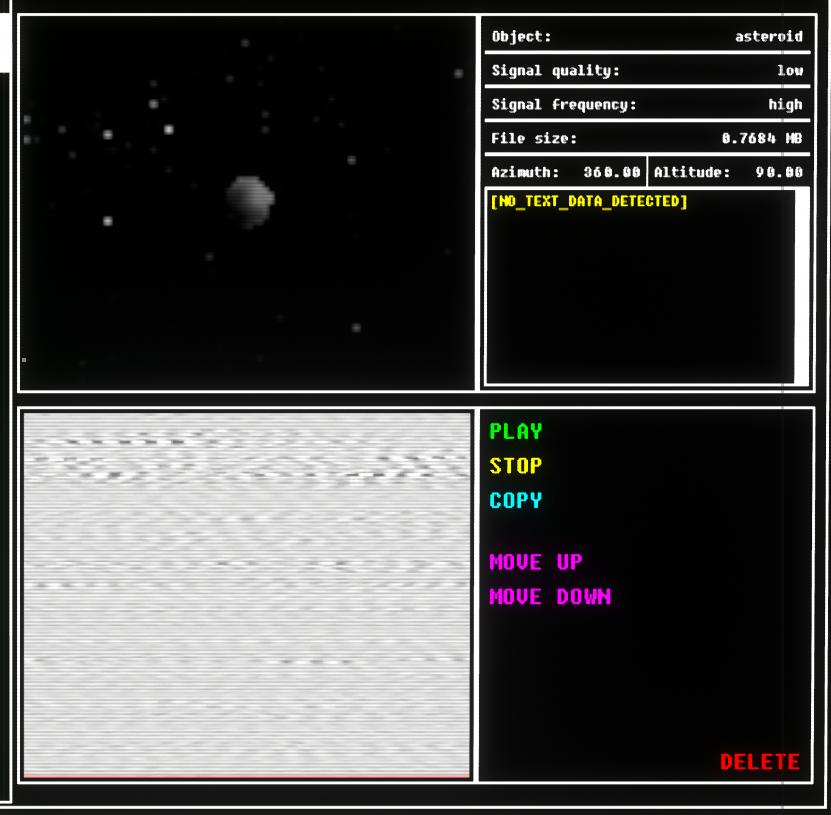 Object: asteroid
Signal quality: low
Signal frequency: high
File size: 0.7684 MB
Azimuth: 360.00 Altitude: 90.00
[NO_TEXT_DATA_DETECTED]
PLAY
STOP
COPY
MOVE UP
MOVE DOWN
DELETE